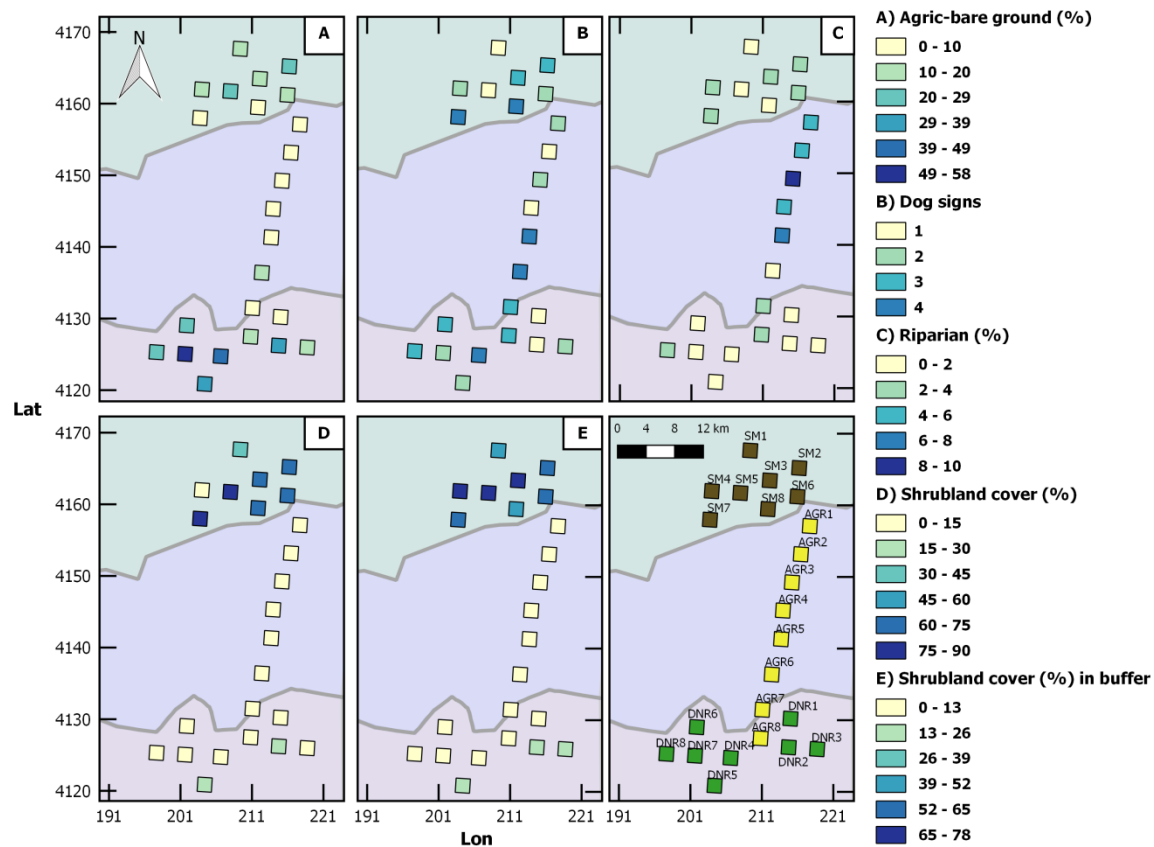 4170
4160
4150
4140
4130
4120
N
A
B
C
A) Agric-bare ground (%)
0 - 10
10 - 20
20 - 29
29 - 39
39 - 49
49 - 58
B) Dog signs
1
2
3
4
C) Riparian (%)
0 - 2
2 - 4
4 - 6
6 - 8
8 - 10
D) Shrubland cover (%)
0 - 15
15 - 30
30 - 45
45 - 60
60 - 75
75 - 90
E) Shrubland cover (%) in buffer
0 - 13
13 - 26
26 - 39
39 - 52
52 - 65
65 - 78
Lat
4170
4160
4150
4140
4130
4120
D
E
0 4 8 12 km
SM1
SM2
SM3
SM4 SM5
SM6
SM8
SM7
AGR1
AGR2
AGR3
AGR4
AGR5
AGR6
AGR7
DNR1
DNR6
AGR8
DNR8 DNR7 DNR4
DNR3
DNR2
DNR5
191 201 211 221
191 201 211 221
191 201 211 221
Lon